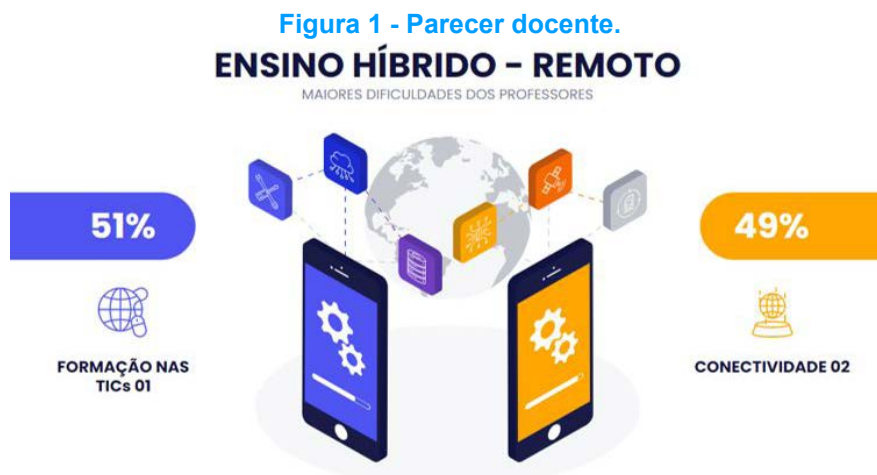 Figura 1 - Parecer docente.
ENSINO HÍBRIDO – REMOTO
MAIORES DIFICULDADES DOS PROFESSORES
51%
49%
FORMAÇÃO NAS
TICs 01
CONECTIVIDADE 02